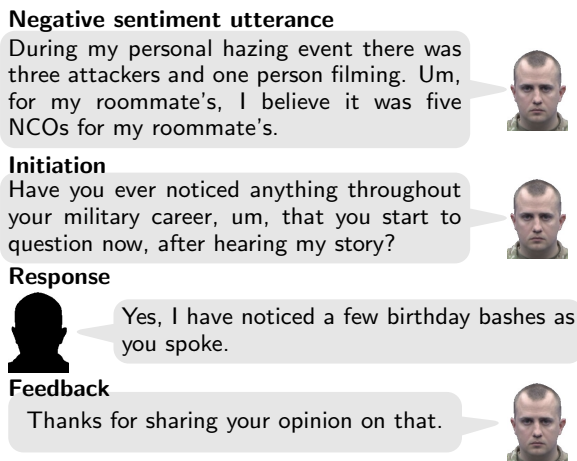 Negative sentiment utterance
During my personal hazing event there was
three attackers and one person filming. Um,
for my roommate's, I believe it was five
NCOs for my roommate's.
Initiation
Have you ever noticed anything throughout
your military career, um, that you start to
question now, after hearing my story?
Response
Yes, I have noticed a few birthday bashes as
you spoke.
Feedback
Thanks for sharing your opinion on that.